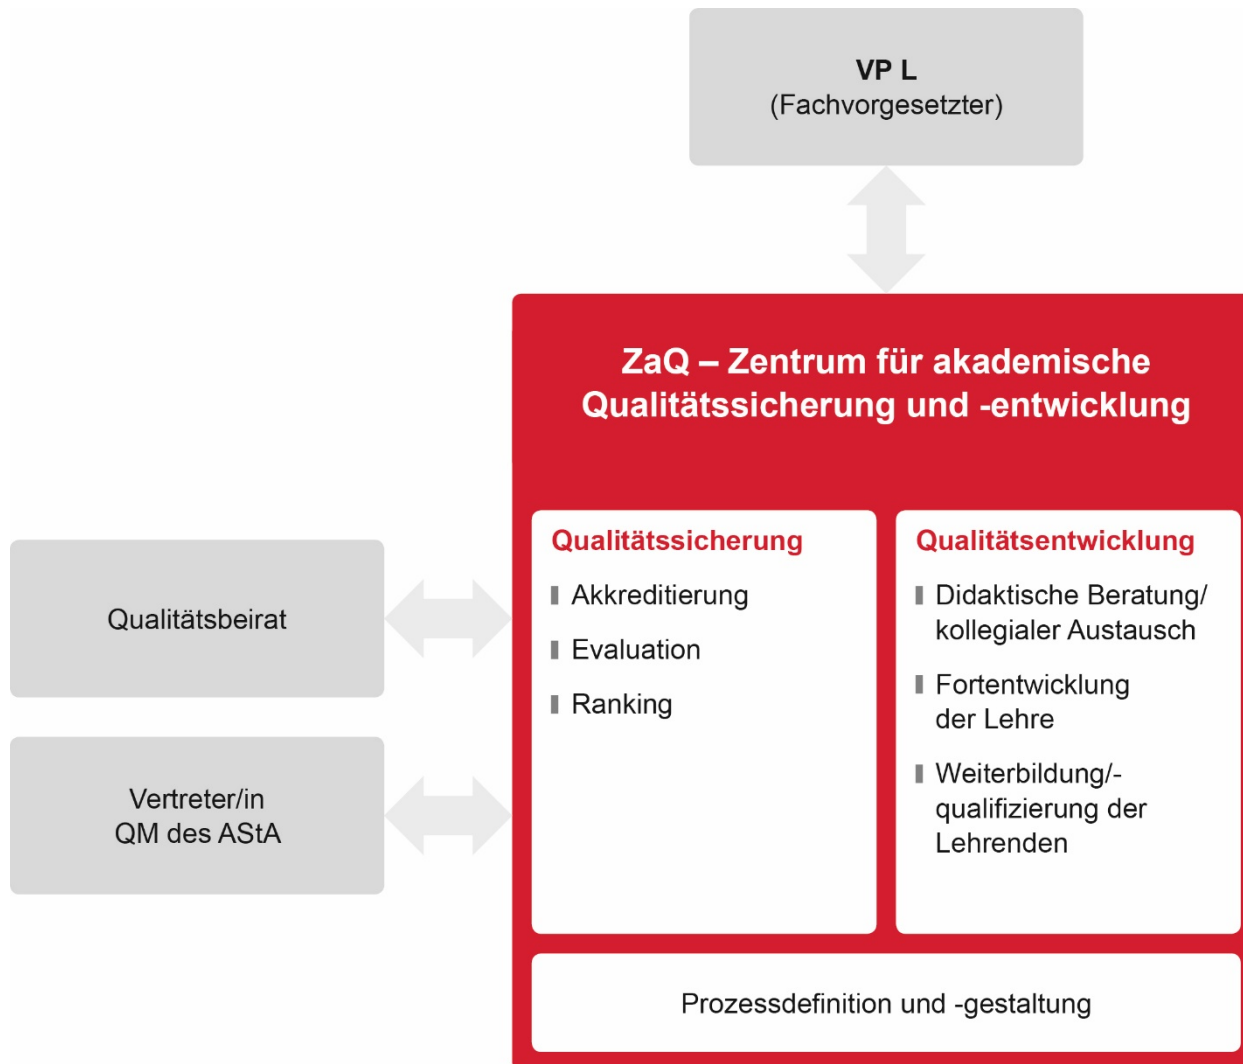 VP L
(Fachvorgesetzter)
ZaQ – Zentrum für akademische
Qualitätssicherung und -entwicklung
Qualitätsbeirat
Vertreter/in
QM des AStA
Qualitätssicherung
Akkreditierung
Evaluation
Ranking
Qualitätsentwicklung
Didaktische Beratung/
kollegialer Austausch
Fortentwicklung
der Lehre
Weiterbildung/-
qualifizierung der
Lehrenden
Prozessdefinition und -gestaltung